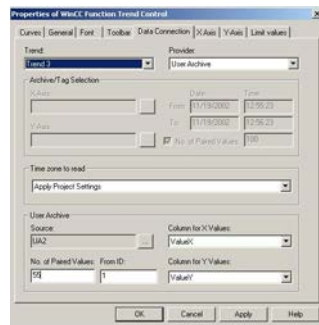 Properties of WinCC Function Trend Control
Curves General Font Toolbar Data Connection X Axis Y-Axis Limit values
Trend: Provider:
Trend 3 User Archive
Archive/Tag Selection
X-Axis Date: Time:
From: 11/19/2002 12:55:23
Y-Axis To: 11/19/2002 12:56:23
No. of Paired Values: 100
Time zone to read
Apply Project Settings
User Archive
Source: Column for X Values:
UA2 ... ValueX
No. of Paired Values: From ID: Column for Y Values:
55 1 ValueY
OK Cancel Apply Help